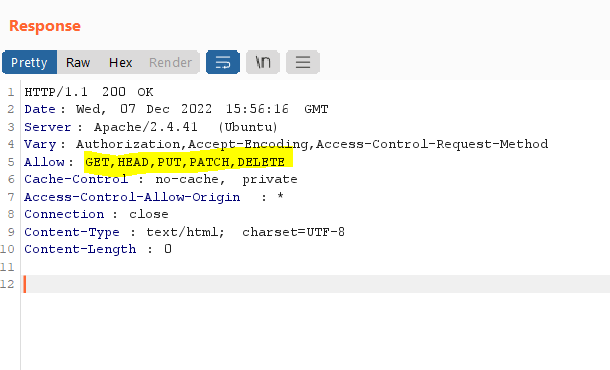 Response
Pretty Raw Hex Render \n
1 HTTP/1.1 200 OK
2 Date: Wed, 07 Dec 2022 15:56:16 GMT
3 Server: Apache/2.4.41 (Ubuntu)
4 Vary: Authorization,Accept-Encoding,Access-Control-Request-Method
5 Allow: GET,HEAD,PUT,PATCH,DELETE
6 Cache-Control : no-cache, private
7 Access-Control-Allow-Origin : *
8 Connection : close
9 Content-Type : text/html; charset=UTF-8
10 Content-Length : 0
11
12